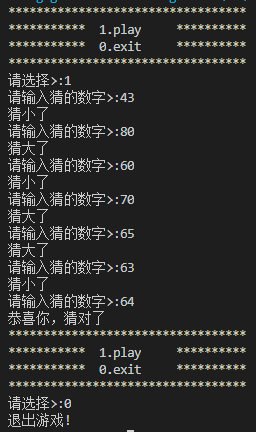 **********************************
***********  1.play     **********
***********  0.exit     **********
**********************************
请选择>:1
请输入猜的数字>:43
猜小了
请输入猜的数字>:80
猜大了
请输入猜的数字>:60
猜小了
请输入猜的数字>:70
猜大了
请输入猜的数字>:65
猜大了
请输入猜的数字>:63
猜小了
请输入猜的数字>:64
恭喜你，猜对了
**********************************
***********  1.play     **********
***********  0.exit     **********
**********************************
请选择>:0
退出游戏!